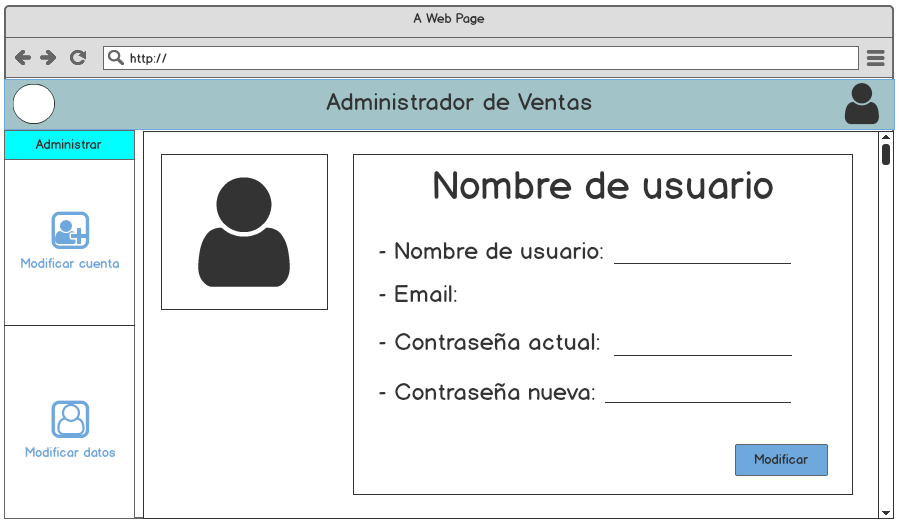 A Web Page
http://
Administrador de Ventas
Administrar
Modificar cuenta
Modificar datos
Nombre de usuario
- Nombre de usuario:
- Email:
- Contraseña actual:
- Contraseña nueva:
Modificar